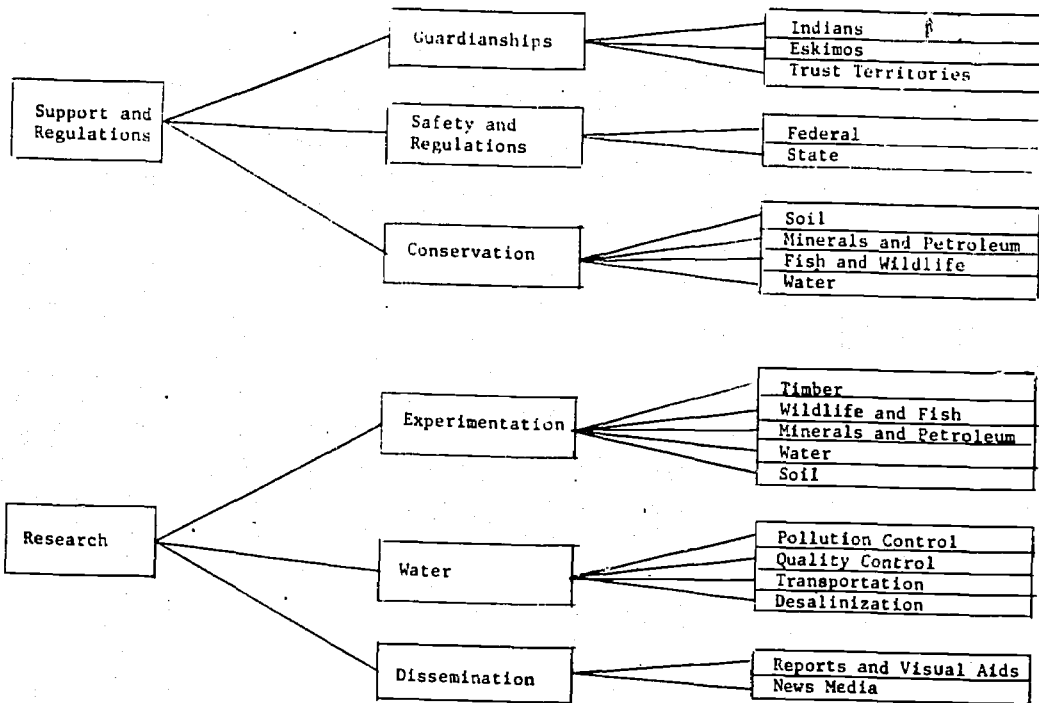 Support and
Regulations
Guardianships
Indians
Eskimos
Trust Territories
Safety and
Regulations
Federal
State
Conservation
Soil
Minerals and Petroleum
Fish and Wildlife
Water
Research
Experimentation
Timber
Wildlife and Fish
Minerals and Petroleum
Water
Soil
Water
Pollution Control
Quality Control
Transportation
Desalinization
Dissemination
Reports and Visual Aids
News Media